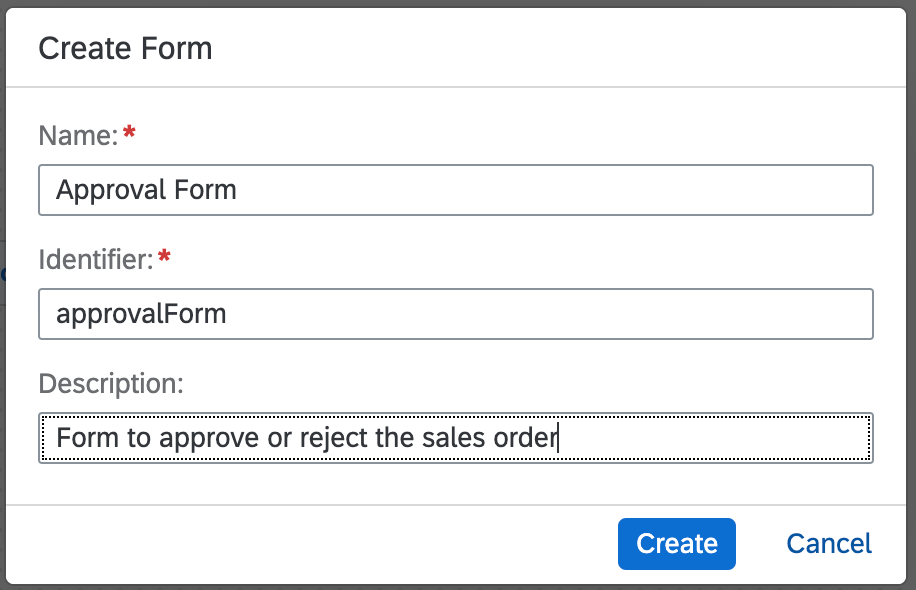 Create Form
Name:*
Approval Form
Identifier:*
approvalForm
Description:
Form to approve or reject the sales order
Create Cancel